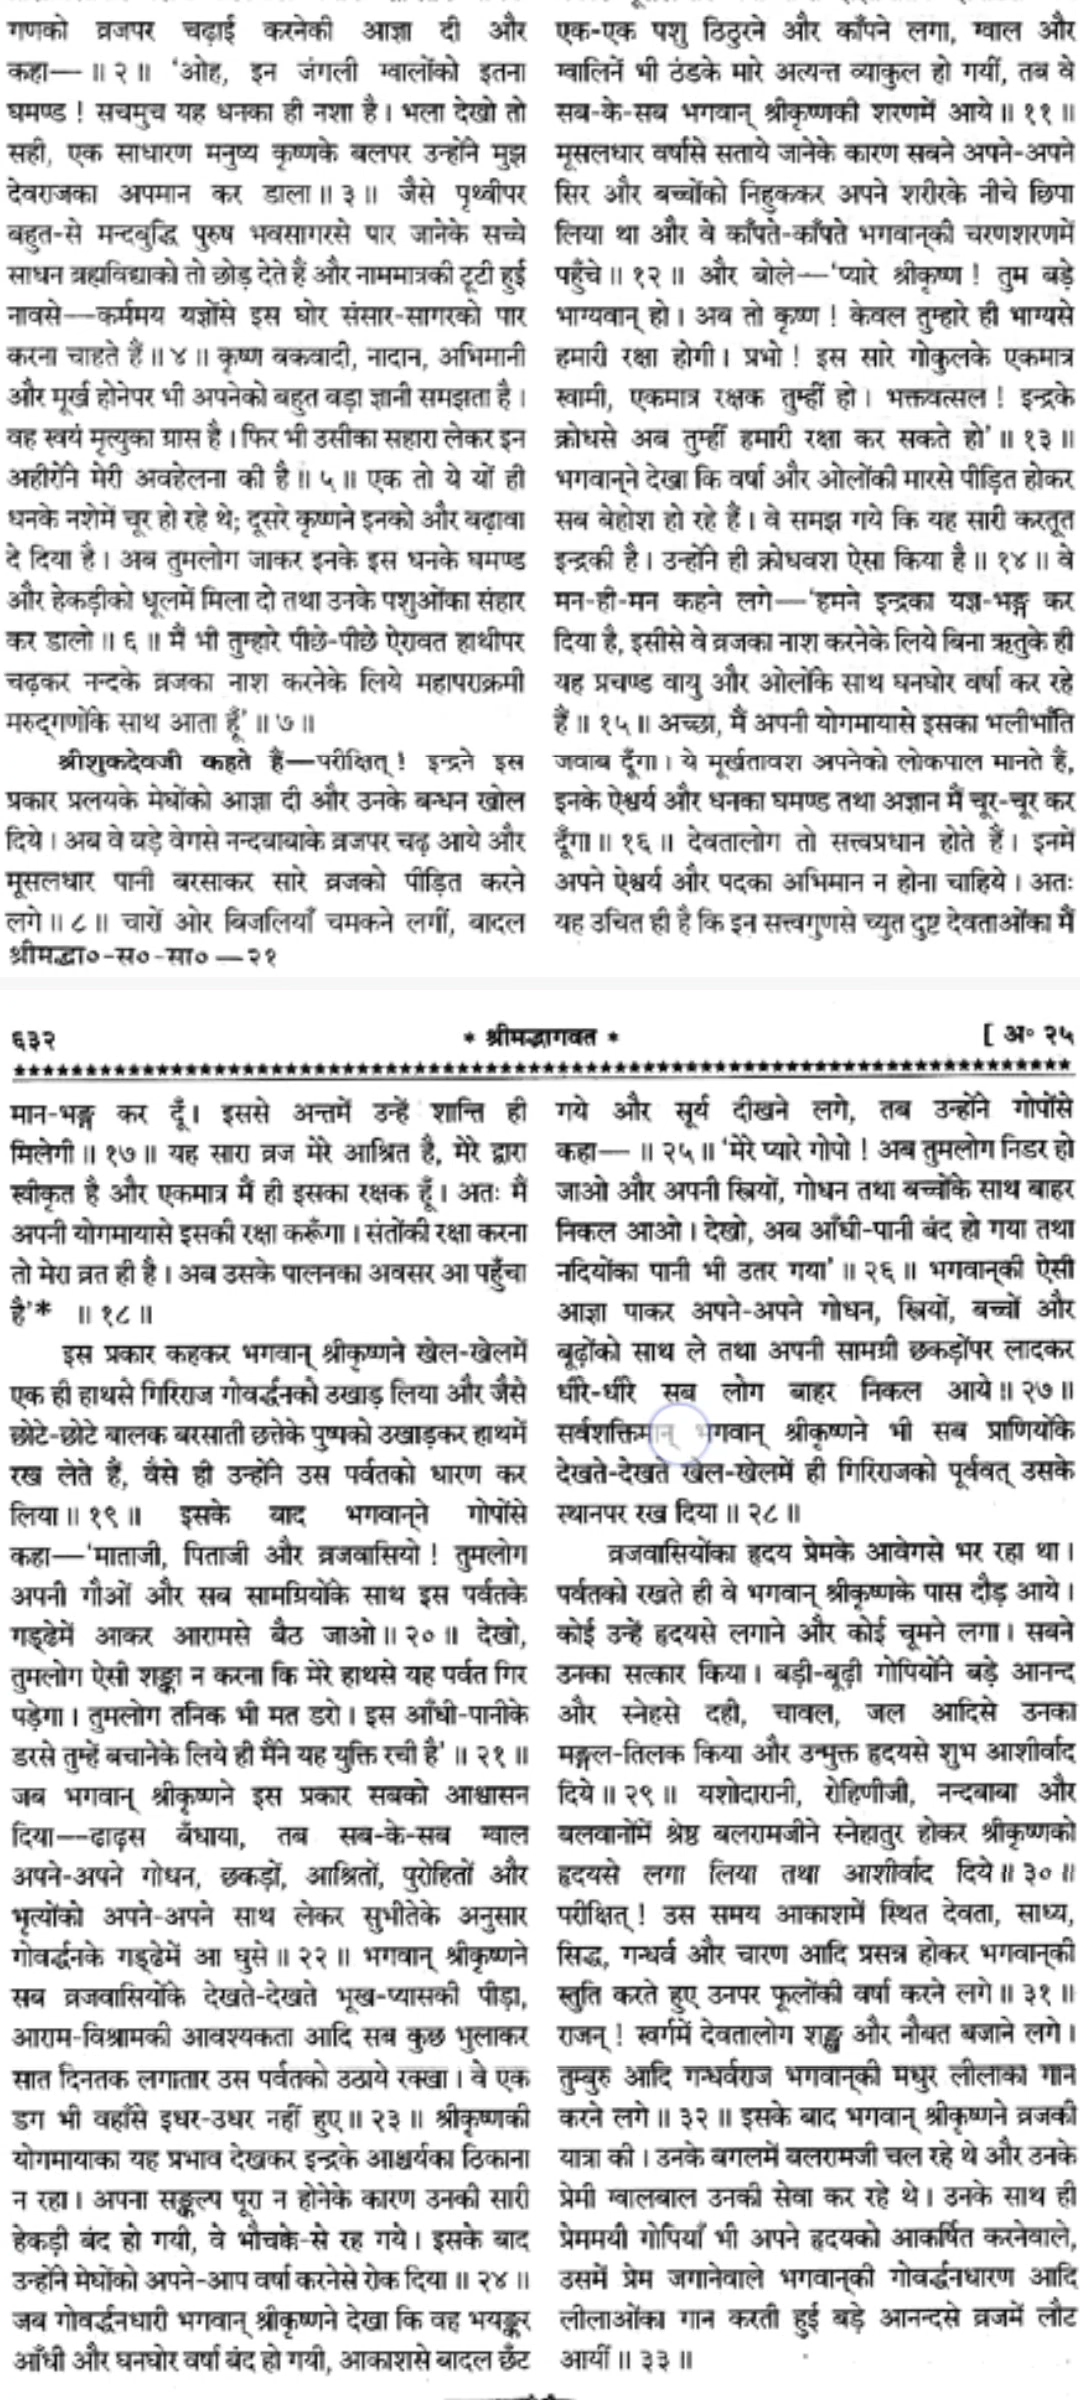 गणको व्रजपर चढ़ाई करनेकी आज्ञा दी और
कहा— ॥ २ ॥ ‘ओह, इन जंगली ग्वालोंको इतना
घमण्ड ! सचमुच यह धनका ही नशा है। भला देखो तो
सही, एक साधारण मनुष्य कृष्णके बलपर उन्होंने मुझ
देवराजका अपमान कर डाला ॥ ३ ॥ जैसे पृथ्वीपर
बहुत-से मन्दबुद्धि पुरुष भवसागरसे पार जानेके सच्चे
साधन ब्रह्मविद्याको तो छोड़ देते हैं और नाममात्रकी टूटी हुई
नावसे—कर्ममय यज्ञोंसे इस घोर संसार-सागरको पार
करना चाहते हैं ॥ ४ ॥ कृष्ण बकवादी, नादान, अभिमानी
और मूर्ख होनेपर भी अपनेको बहुत बड़ा ज्ञानी समझता है।
वह स्वयं मृत्युका ग्रास है। फिर भी उसीका सहारा लेकर इन
अहीरोंने मेरी अवहेलना की है ॥ ५ ॥ एक तो ये यों ही
धनके नशेमें चूर हो रहे थे; दूसरे कृष्णने इनको और बढ़ावा
दे दिया है। अब तुमलोग जाकर इनके इस धनके घमण्ड
और हेकड़ीको धूलमें मिला दो तथा उनके पशुओंका संहार
कर डालो ॥ ६ ॥ मैं भी तुम्हारे पीछे-पीछे ऐरावत हाथीपर
चढ़कर नन्दके व्रजका नाश करनेके लिये महापराक्रमी
मरुद्गणोंके साथ आता हूँ’ ॥ ७ ॥
श्रीशुकदेवजी कहते हैं—परीक्षित् ! इन्द्रने इस
प्रकार प्रलयके मेघोंको आज्ञा दी और उनके बन्धन खोल
दिये। अब वे बड़े वेगसे नन्दबाबाके व्रजपर चढ़ आये और
मूसलधार पानी बरसाकर सारे व्रजको पीड़ित करने
लगे ॥ ८ ॥ चारों ओर बिजलियाँ चमकने लगीं, बादल
श्रीमद्भा०-स०-सा० —२१
एक-एक पशु ठिठुरने और काँपने लगा, ग्वाल और
ग्वालिनें भी ठंडके मारे अत्यन्त व्याकुल हो गयीं, तब वे
सब-के-सब भगवान् श्रीकृष्णकी शरणमें आये ॥ ११ ॥
मूसलधार वर्षासे सताये जानेके कारण सबने अपने-अपने
सिर और बच्चोंको निहुककर अपने शरीरके नीचे छिपा
लिया था और वे काँपते-काँपते भगवान्‌की चरणशरणमें
पहुँचे ॥ १२ ॥ और बोले—‘प्यारे श्रीकृष्ण ! तुम बड़े
भाग्यवान् हो। अब तो कृष्ण ! केवल तुम्हारे ही भाग्यसे
हमारी रक्षा होगी। प्रभो ! इस सारे गोकुलके एकमात्र
स्वामी, एकमात्र रक्षक तुम्हीं हो। भक्तवत्सल ! इन्द्रके
क्रोधसे अब तुम्हीं हमारी रक्षा कर सकते हो’ ॥ १३ ॥
भगवान्‌ने देखा कि वर्षा और ओलोंकी मारसे पीड़ित होकर
सब बेहोश हो रहे हैं। वे समझ गये कि यह सारी करतूत
इन्द्रकी है। उन्होंने ही क्रोधवश ऐसा किया है ॥ १४ ॥ वे
मन-ही-मन कहने लगे—‘हमने इन्द्रका यज्ञ-भङ्ग कर
दिया है, इसीसे वे व्रजका नाश करनेके लिये बिना ऋतुके ही
यह प्रचण्ड वायु और ओलोंके साथ घनघोर वर्षा कर रहे
हैं ॥ १५ ॥ अच्छा, मैं अपनी योगमायासे इसका भलीभाँति
जवाब दूँगा। ये मूर्खतावश अपनेको लोकपाल मानते हैं,
इनके ऐश्वर्य और धनका घमण्ड तथा अज्ञान मैं चूर-चूर कर
दूँगा ॥ १६ ॥ देवतालोग तो सत्त्वप्रधान होते हैं। इनमें
अपने ऐश्वर्य और पदका अभिमान न होना चाहिये। अतः
यह उचित ही है कि इन सत्त्वगुणसे च्युत दुष्ट देवताओंका मैं
६३२ * श्रीमद्भागवत * [ अ० २५
मान-भङ्ग कर दूँ। इससे अन्तमें उन्हें शान्ति ही
मिलेगी ॥ १७ ॥ यह सारा व्रज मेरे आश्रित है, मेरे द्वारा
स्वीकृत है और एकमात्र मैं ही इसका रक्षक हूँ। अतः मैं
अपनी योगमायासे इसकी रक्षा करूँगा। संतोंकी रक्षा करना
तो मेरा व्रत ही है। अब उसके पालनका अवसर आ पहुँचा
है’* ॥ १८ ॥
इस प्रकार कहकर भगवान् श्रीकृष्णने खेल-खेलमें
एक ही हाथसे गिरिराज गोवर्द्धनको उखाड़ लिया और जैसे
छोटे-छोटे बालक बरसाती छत्तेके पुष्पको उखाड़कर हाथमें
रख लेते हैं, वैसे ही उन्होंने उस पर्वतको धारण कर
लिया ॥ १९ ॥ इसके बाद भगवान्‌ने गोपोंसे
कहा—‘माताजी, पिताजी और व्रजवासियो ! तुमलोग
अपनी गौओं और सब सामग्रियोंके साथ इस पर्वतके
गड्ढेमें आकर आरामसे बैठ जाओ ॥ २० ॥ देखो,
तुमलोग ऐसी शङ्का न करना कि मेरे हाथसे यह पर्वत गिर
पड़ेगा। तुमलोग तनिक भी मत डरो। इस आँधी-पानीके
डरसे तुम्हें बचानेके लिये ही मैंने यह युक्ति रची है’ ॥ २१ ॥
जब भगवान् श्रीकृष्णने इस प्रकार सबको आश्वासन
दिया—ढाढ़स बँधाया, तब सब-के-सब ग्वाल
अपने-अपने गोधन, छकड़ों, आश्रितों, पुरोहितों और
भृत्योंको अपने-अपने साथ लेकर सुभीतेके अनुसार
गोवर्द्धनके गड्ढेमें आ घुसे ॥ २२ ॥ भगवान् श्रीकृष्णने
सब व्रजवासियोंके देखते-देखते भूख-प्यासकी पीड़ा,
आराम-विश्रामकी आवश्यकता आदि सब कुछ भुलाकर
सात दिनतक लगातार उस पर्वतको उठाये रक्खा। वे एक
डग भी वहाँसे इधर-उधर नहीं हुए ॥ २३ ॥ श्रीकृष्णकी
योगमायाका यह प्रभाव देखकर इन्द्रके आश्चर्यका ठिकाना
न रहा। अपना सङ्कल्प पूरा न होनेके कारण उनकी सारी
हेकड़ी बंद हो गयी, वे भौचक्के-से रह गये। इसके बाद
उन्होंने मेघोंको अपने-आप वर्षा करनेसे रोक दिया ॥ २४ ॥
जब गोवर्द्धनधारी भगवान् श्रीकृष्णने देखा कि वह भयङ्कर
आँधी और घनघोर वर्षा बंद हो गयी, आकाशसे बादल छँट
गये और सूर्य दीखने लगे, तब उन्होंने गोपोंसे
कहा— ॥ २५ ॥ ‘मेरे प्यारे गोपो ! अब तुमलोग निडर हो
जाओ और अपनी स्त्रियों, गोधन तथा बच्चोंके साथ बाहर
निकल आओ। देखो, अब आँधी-पानी बंद हो गया तथा
नदियोंका पानी भी उतर गया’ ॥ २६ ॥ भगवान्‌की ऐसी
आज्ञा पाकर अपने-अपने गोधन, स्त्रियों, बच्चों और
बूढ़ोंको साथ ले तथा अपनी सामग्री छकड़ोंपर लादकर
धीरे-धीरे सब लोग बाहर निकल आये ॥ २७ ॥
सर्वशक्तिमान् भगवान् श्रीकृष्णने भी सब प्राणियोंके
देखते-देखते खेल-खेलमें ही गिरिराजको पूर्ववत् उसके
स्थानपर रख दिया ॥ २८ ॥
व्रजवासियोंका हृदय प्रेमके आवेगसे भर रहा था।
पर्वतको रखते ही वे भगवान् श्रीकृष्णके पास दौड़ आये।
कोई उन्हें हृदयसे लगाने और कोई चूमने लगा। सबने
उनका सत्कार किया। बड़ी-बूढ़ी गोपियोंने बड़े आनन्द
और स्नेहसे दही, चावल, जल आदिसे उनका
मङ्गल-तिलक किया और उन्मुक्त हृदयसे शुभ आशीर्वाद
दिये ॥ २९ ॥ यशोदारानी, रोहिणीजी, नन्दबाबा और
बलवानोंमें श्रेष्ठ बलरामजीने स्नेहातुर होकर श्रीकृष्णको
हृदयसे लगा लिया तथा आशीर्वाद दिये ॥ ३० ॥
परीक्षित् ! उस समय आकाशमें स्थित देवता, साध्य,
सिद्ध, गन्धर्व और चारण आदि प्रसन्न होकर भगवान्‌की
स्तुति करते हुए उनपर फूलोंकी वर्षा करने लगे ॥ ३१ ॥
राजन् ! स्वर्गमें देवतालोग शङ्ख और नौबत बजाने लगे।
तुम्बुरु आदि गन्धर्वराज भगवान्‌की मधुर लीलाका गान
करने लगे ॥ ३२ ॥ इसके बाद भगवान् श्रीकृष्णने व्रजकी
यात्रा की। उनके बगलमें बलरामजी चल रहे थे और उनके
प्रेमी ग्वालबाल उनकी सेवा कर रहे थे। उनके साथ ही
प्रेममयी गोपियाँ भी अपने हृदयको आकर्षित करनेवाले,
उसमें प्रेम जगानेवाले भगवान्‌की गोवर्द्धनधारण आदि
लीलाओंका गान करती हुई बड़े आनन्दसे व्रजमें लौट
आयीं ॥ ३३ ॥